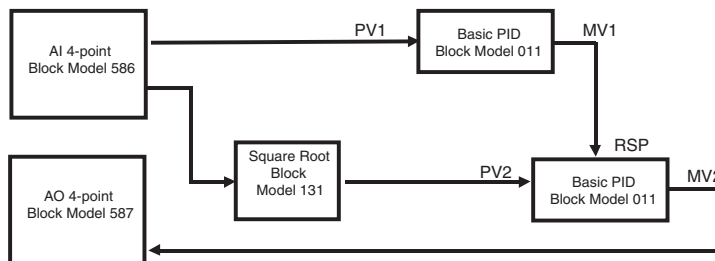 AI 4-point
Block Model 586
PV1
Basic PID
Block Model 011
MV1
Square Root
Block
Model 131
PV2
RSP
Basic PID
Block Model 011
MV2
AO 4-point
Block Model 587